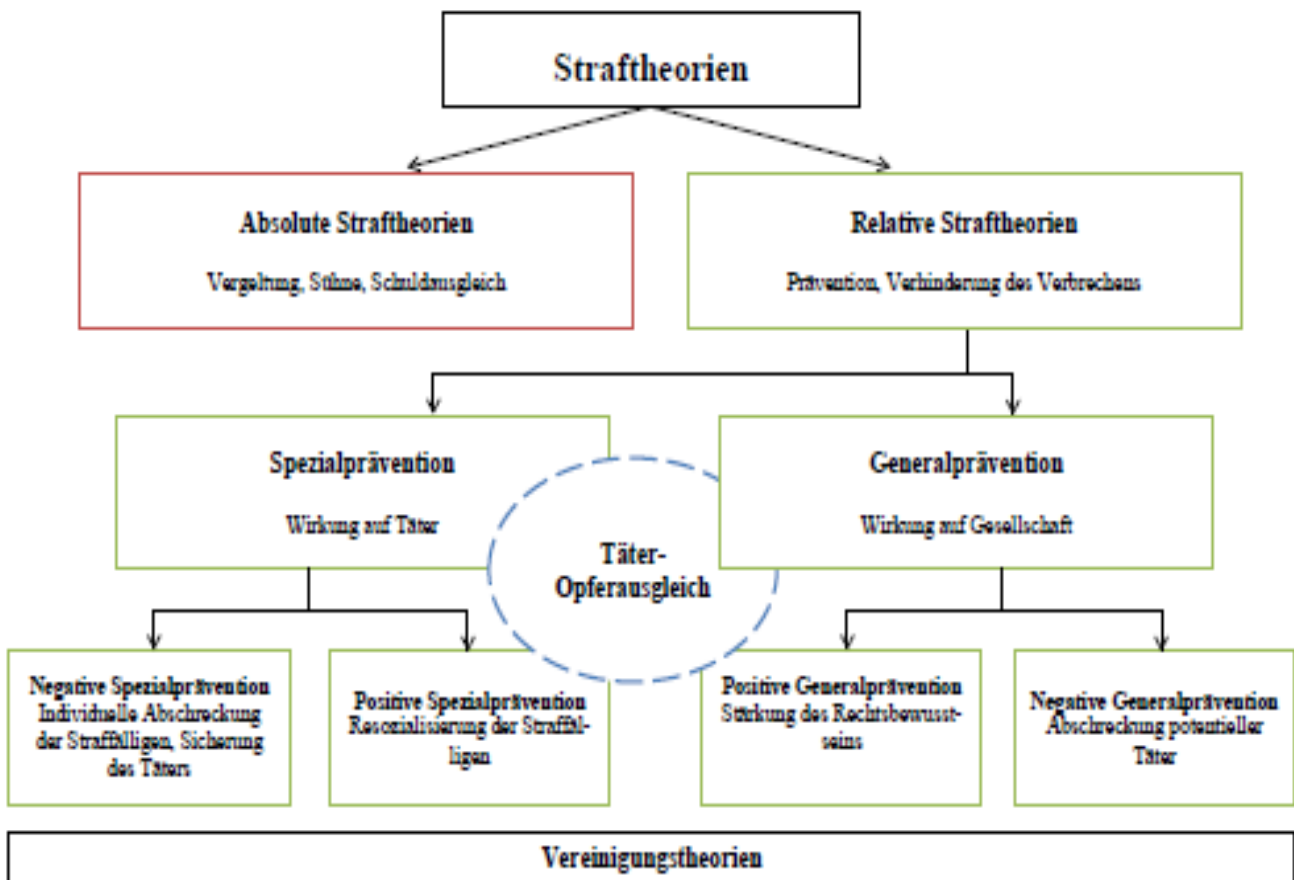 Straftheorien
Absolute Straftheorien
Vergeltung, Sühne, Schuldausgleich
Relative Straftheorien
Prävention, Verhinderung des Verbrechens
Spezialprävention
Wirkung auf Täter
Generalprävention
Wirkung auf Gesellschaft
Täter-
Opferausgleich
Negative Spezialprävention
Individuelle Abschreckung
der Straffälligen, Sicherung
des Täters
Positive Spezialprävention
Resozialisierung der Straffäl-
ligen
Positive Generalprävention
Stärkung des Rechtsbewusst-
seins
Negative Generalprävention
Abschreckung potentieller
Täter
Vereinigungstheorien